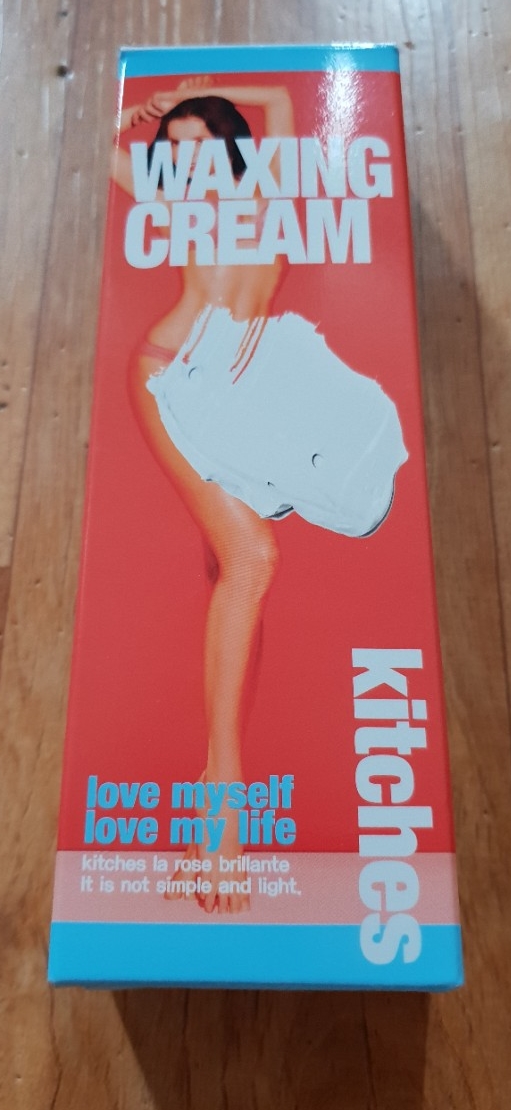 WAXING
CREAM
kitches
love myself
love my life
kitches la rose brillante
It is not simple and light.